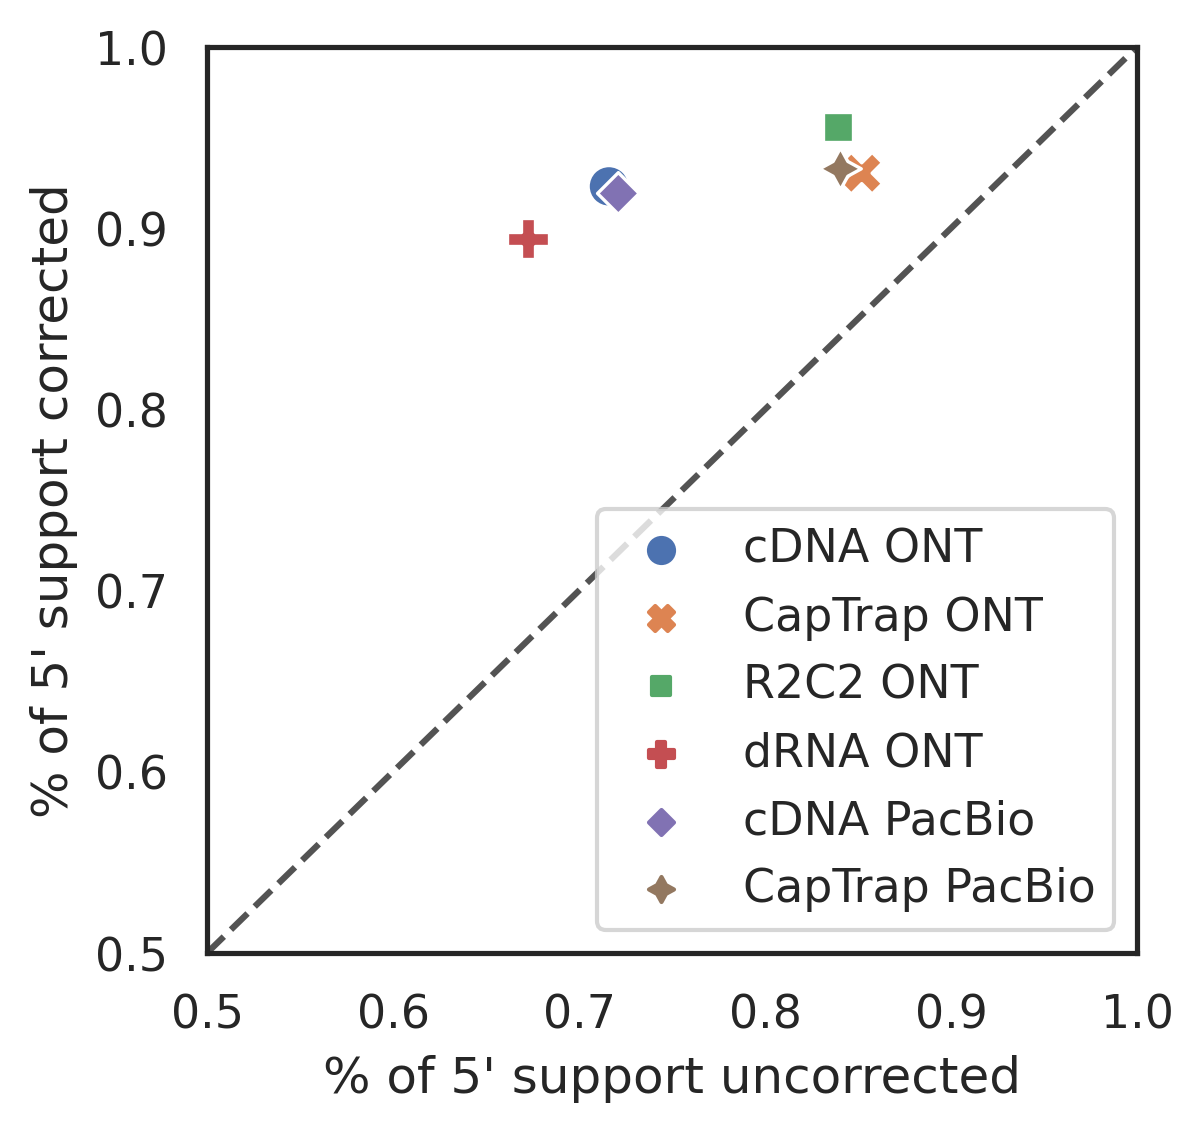 % of 5' support corrected
1.0
0.9
0.8
0.7
0.6
0.5
cDNA ONT
CapTrap ONT
R2C2 ONT
dRNA ONT
cDNA PacBio
CapTrap PacBio
0.5 0.6 0.7 0.8 0.9 1.0
% of 5' support uncorrected